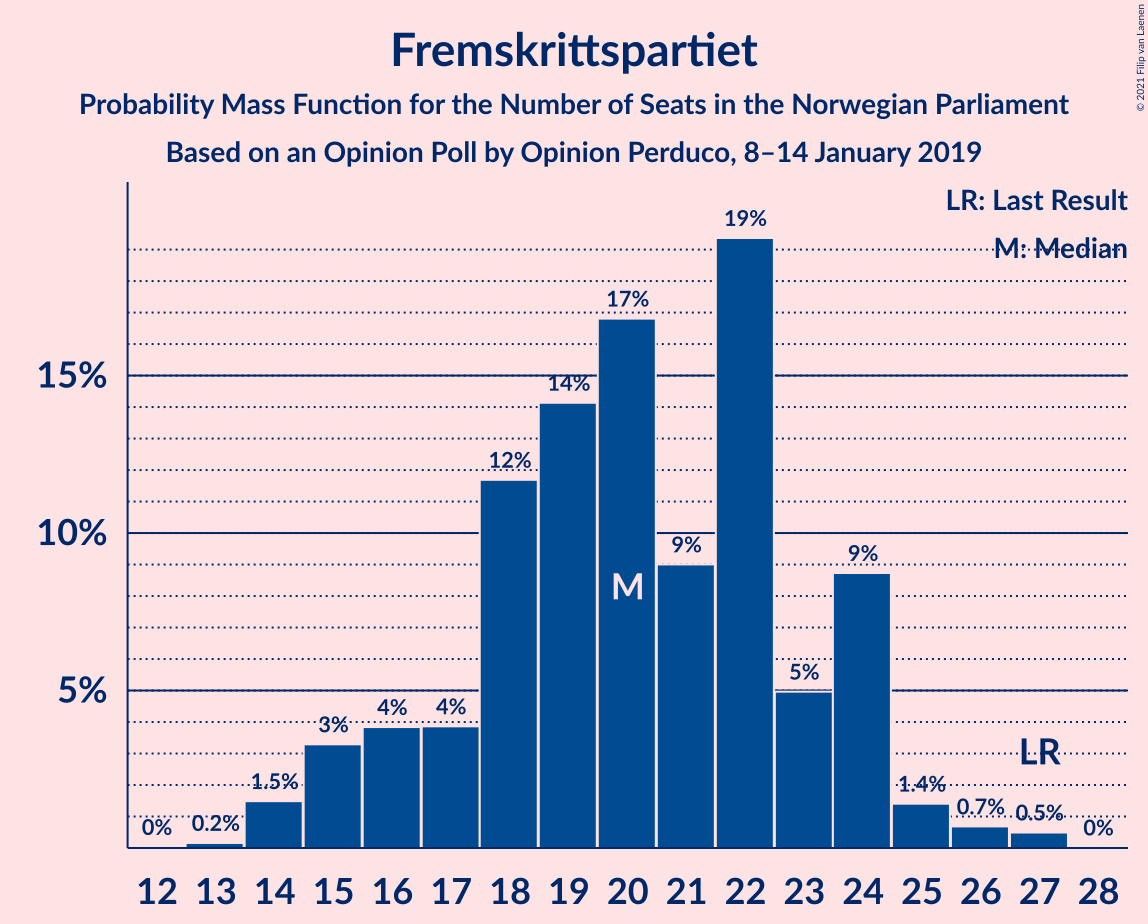 Fremskrittspartiet
Probability Mass Function for the Number of Seats in the Norwegian Parliament
Based on an Opinion Poll by Opinion Perduco, 8–14 January 2019
© 2021 Filip van Laenen
LR: Last Result
M: Median
15%
10%
5%
0%
0.2%
1.5%
3%
4%
4%
12%
14%
17%
9%
19%
5%
9%
1.4%
0.7%
0.5%
0%
M
LR
12 13 14 15 16 17 18 19 20 21 22 23 24 25 26 27 28